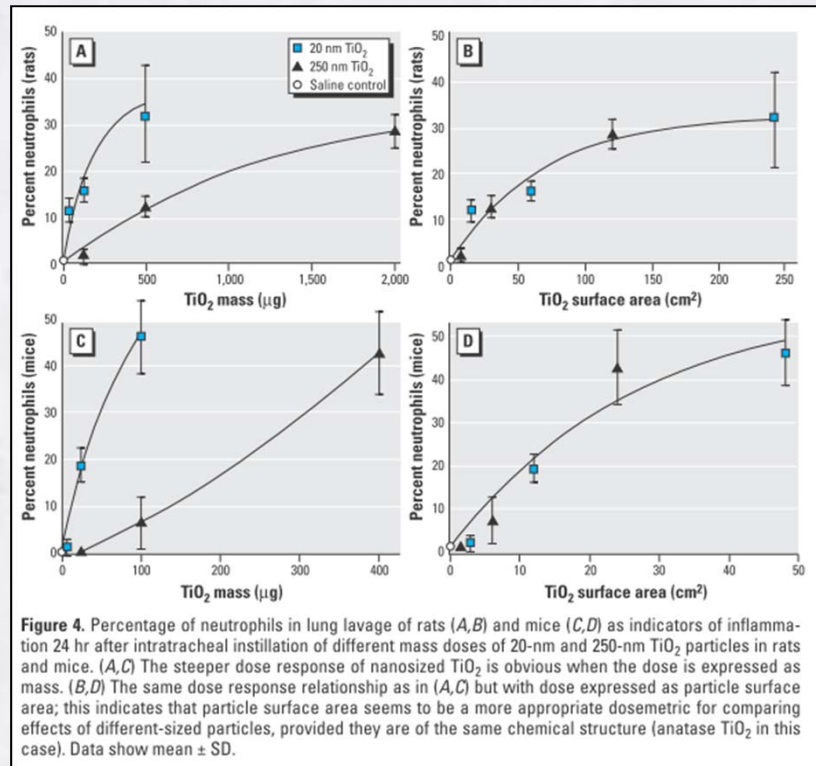 A
20 nm TiO2
250 nm TiO2
Saline control
Percent neutrophils (rats)
50
40
30
20
10
0
0
500
1,000
1,500
2,000
TiO2 mass (µg)
B
Percent neutrophils (rats)
50
40
30
20
10
0
0
50
100
150
200
250
TiO2 surface area (cm²)
C
Percent neutrophils (mice)
50
40
30
20
10
0
0
100
200
300
400
TiO2 mass (µg)
D
Percent neutrophils (mice)
50
40
30
20
10
0
0
10
20
30
40
50
TiO2 surface area (cm²)
Figure 4. Percentage of neutrophils in lung lavage of rats (A,B) and mice (C,D) as indicators of inflamma-
tion 24 hr after intratracheal instillation of different mass doses of 20-nm and 250-nm TiO2 particles in rats
and mice. (A,C) The steeper dose response of nanosized TiO2 is obvious when the dose is expressed as
mass. (B,D) The same dose response relationship as in (A,C) but with dose expressed as particle surface
area; this indicates that particle surface area seems to be a more appropriate dosemetric for comparing
effects of different-sized particles, provided they are of the same chemical structure (anatase TiO2 in this
case). Data show mean ± SD.